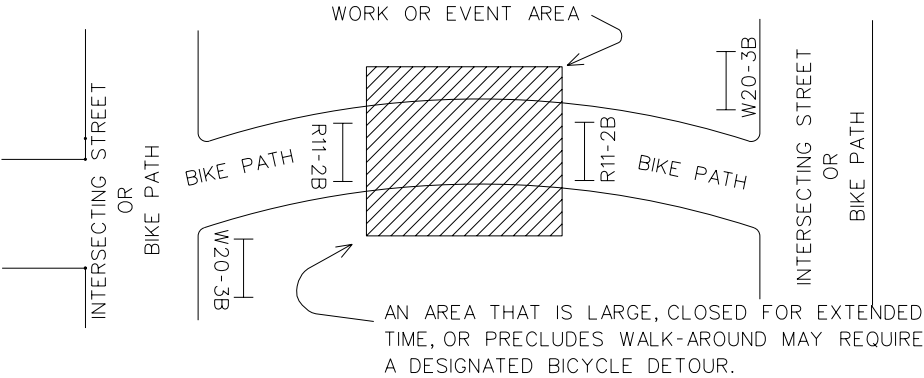 WORK OR EVENT AREA
INTERSECTING STREET
OR
BIKE PATH
BIKE PATH
R11-2B
R11-2B
BIKE PATH
W20-3B
INTERSECTING STREET
OR
BIKE PATH
W20-3B
AN AREA THAT IS LARGE, CLOSED FOR EXTENDED
TIME, OR PRECLUDES WALK-AROUND MAY REQUIRE
A DESIGNATED BICYCLE DETOUR.